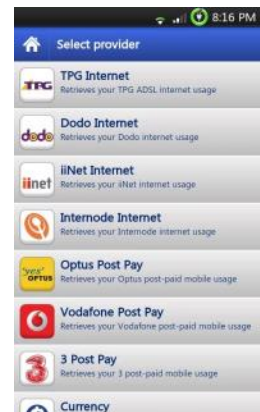 8:16 PM
Select provider
TPG
TPG Internet
Retrieves your TPG ADSL internet usage
dodo
Dodo Internet
Retrieves your Dodo internet usage
iinet
iiNet Internet
Retrieves your iiNet internet usage
Internode Internet
Retrieves your Internode internet usage
'yes'
OPTUS
Optus Post Pay
Retrieves your Optus post-paid mobile usage
Vodafone Post Pay
Retrieves your Vodafone post-paid mobile usage
3
3 Post Pay
Retrieves your 3 post-paid mobile usage
Currency